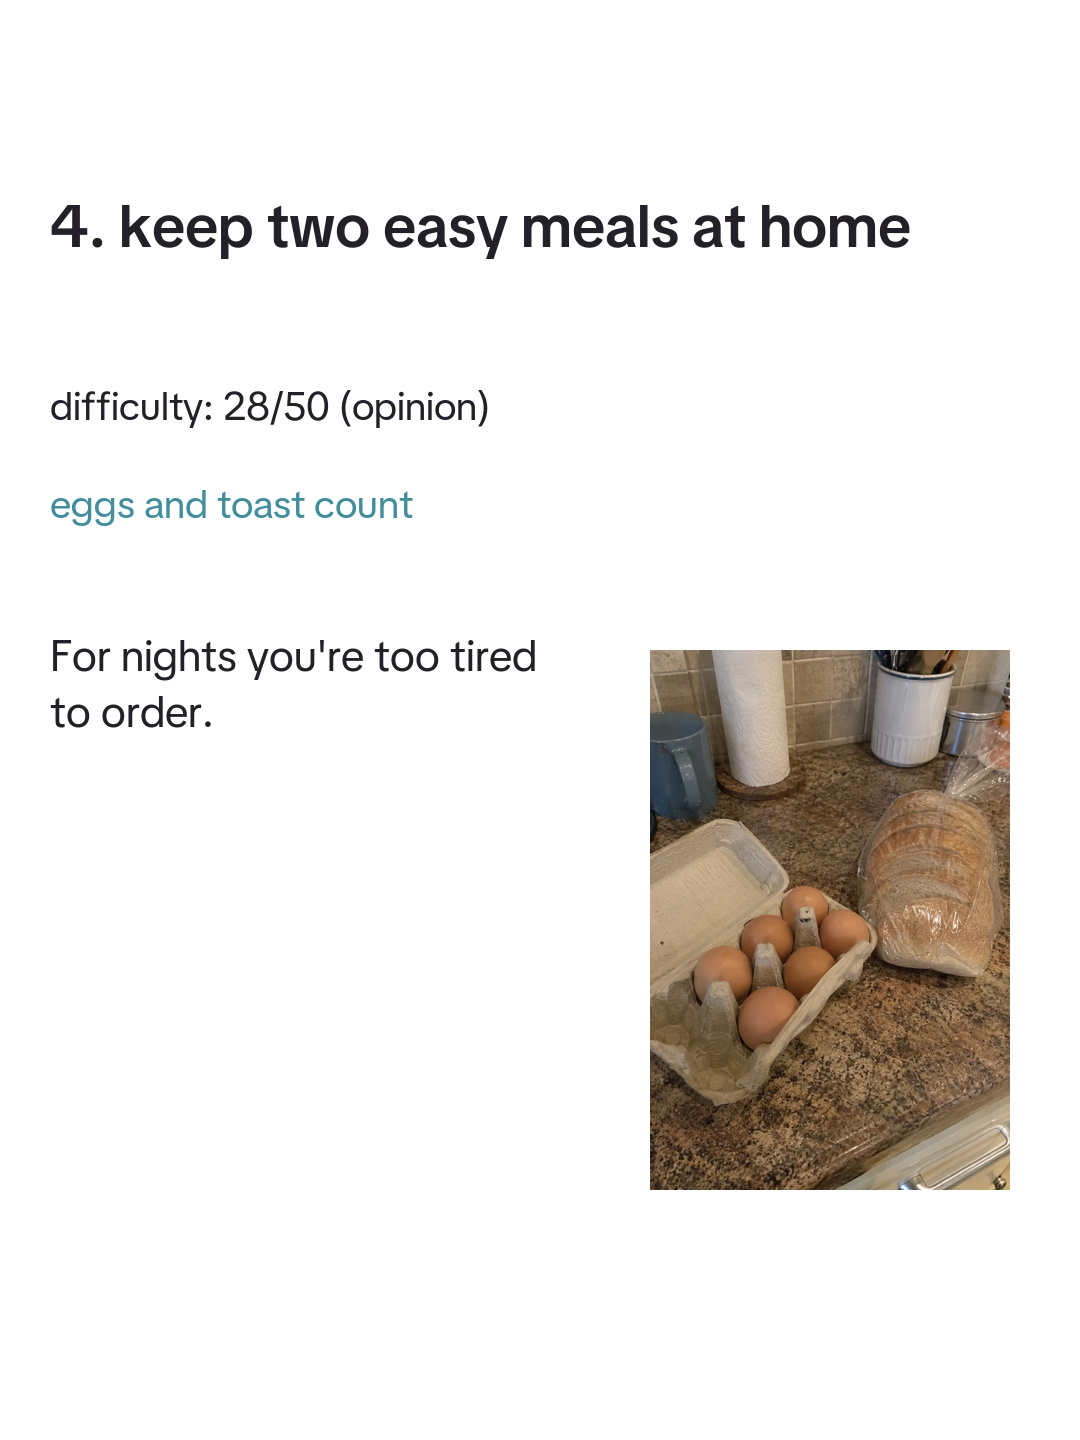 4. keep two easy meals at home
difficulty: 28/50 (opinion)
eggs and toast count
For nights you're too tired
to order.